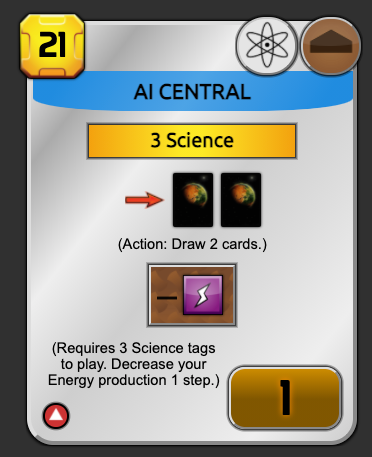 21
AI CENTRAL
3 Science
(Action: Draw 2 cards.)
(Requires 3 Science tags
to play. Decrease your
Energy production 1 step.)
1